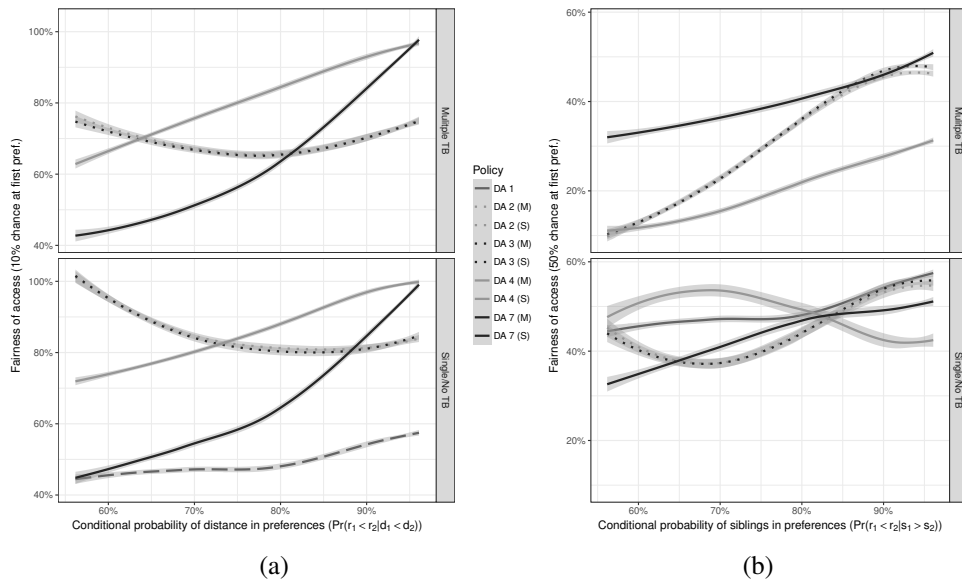 Fairness of access (10% chance at first pref.)
100%
80%
60%
40%
Mulitple TB
100%
80%
60%
40%
Single/No TB
60%
70%
80%
90%
Conditional probability of distance in preferences (Pr(r₁ < r₂|d₁ < d₂))
(a)
Policy
DA 1
DA 2 (M)
DA 2 (S)
DA 3 (M)
DA 3 (S)
DA 4 (M)
DA 4 (S)
DA 7 (M)
DA 7 (S)
Fairness of access (50% chance at first pref.)
60%
40%
20%
Mulitple TB
60%
40%
20%
Single/No TB
60%
70%
80%
90%
Conditional probability of siblings in preferences (Pr(r₁ < r₂|s₁ > s₂))
(b)